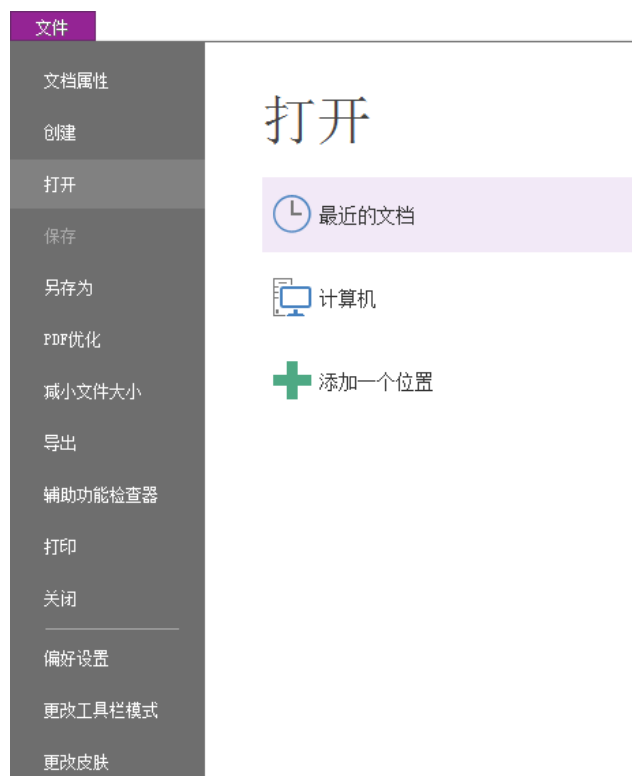 文件
文档属性
创建
打开
保存
另存为
PDF优化
减小文件大小
导出
辅助功能检查器
打印
关闭
偏好设置
更改工具栏模式
更改皮肤
打开
最近的文档
计算机
添加一个位置